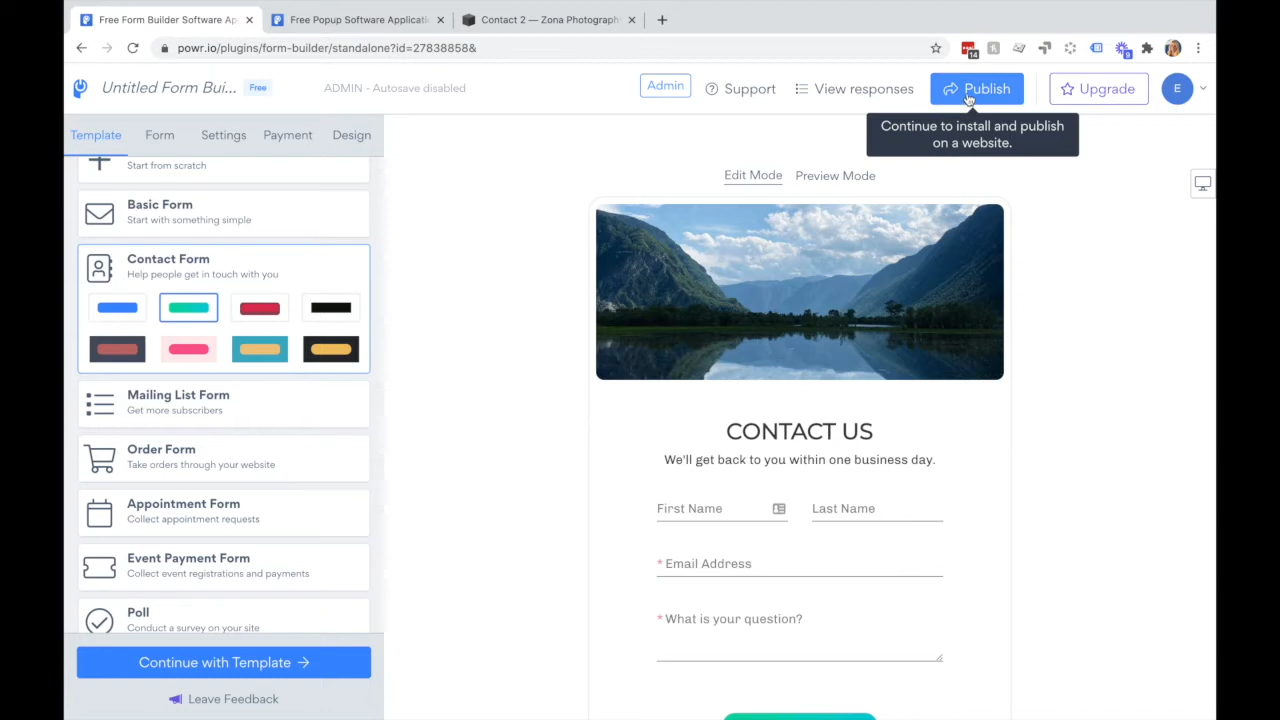 Free Form Builder Software Ap
Free Popup Software Applicati
Contact 2 — Zona Photograph
powr.io/plugins/form-builder/standalone?id=27838858&
14
9
Untitled Form Bui...
Free
ADMIN - Autosave disabled
Admin
Support
View responses
Publish
Upgrade
E
Continue to install and publish
on a website.
Template
Form
Settings
Payment
Design
Start from scratch
Basic Form
Start with something simple
Contact Form
Help people get in touch with you
Mailing List Form
Get more subscribers
Order Form
Take orders through your website
Appointment Form
Collect appointment requests
Event Payment Form
Collect event registrations and payments
Poll
Conduct a survey on your site
Continue with Template →
Leave Feedback
Edit Mode
Preview Mode
CONTACT US
We'll get back to you within one business day.
First Name
Last Name
* Email Address
* What is your question?